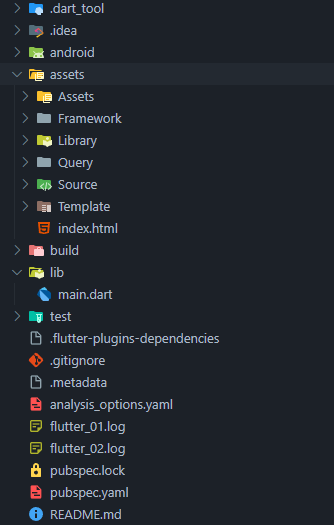 .dart_tool
.idea
android
assets
Assets
Framework
Library
Query
Source
Template
index.html
build
lib
main.dart
test
.flutter-plugins-dependencies
.gitignore
.metadata
analysis_options.yaml
flutter_01.log
flutter_02.log
pubspec.lock
pubspec.yaml
README.md